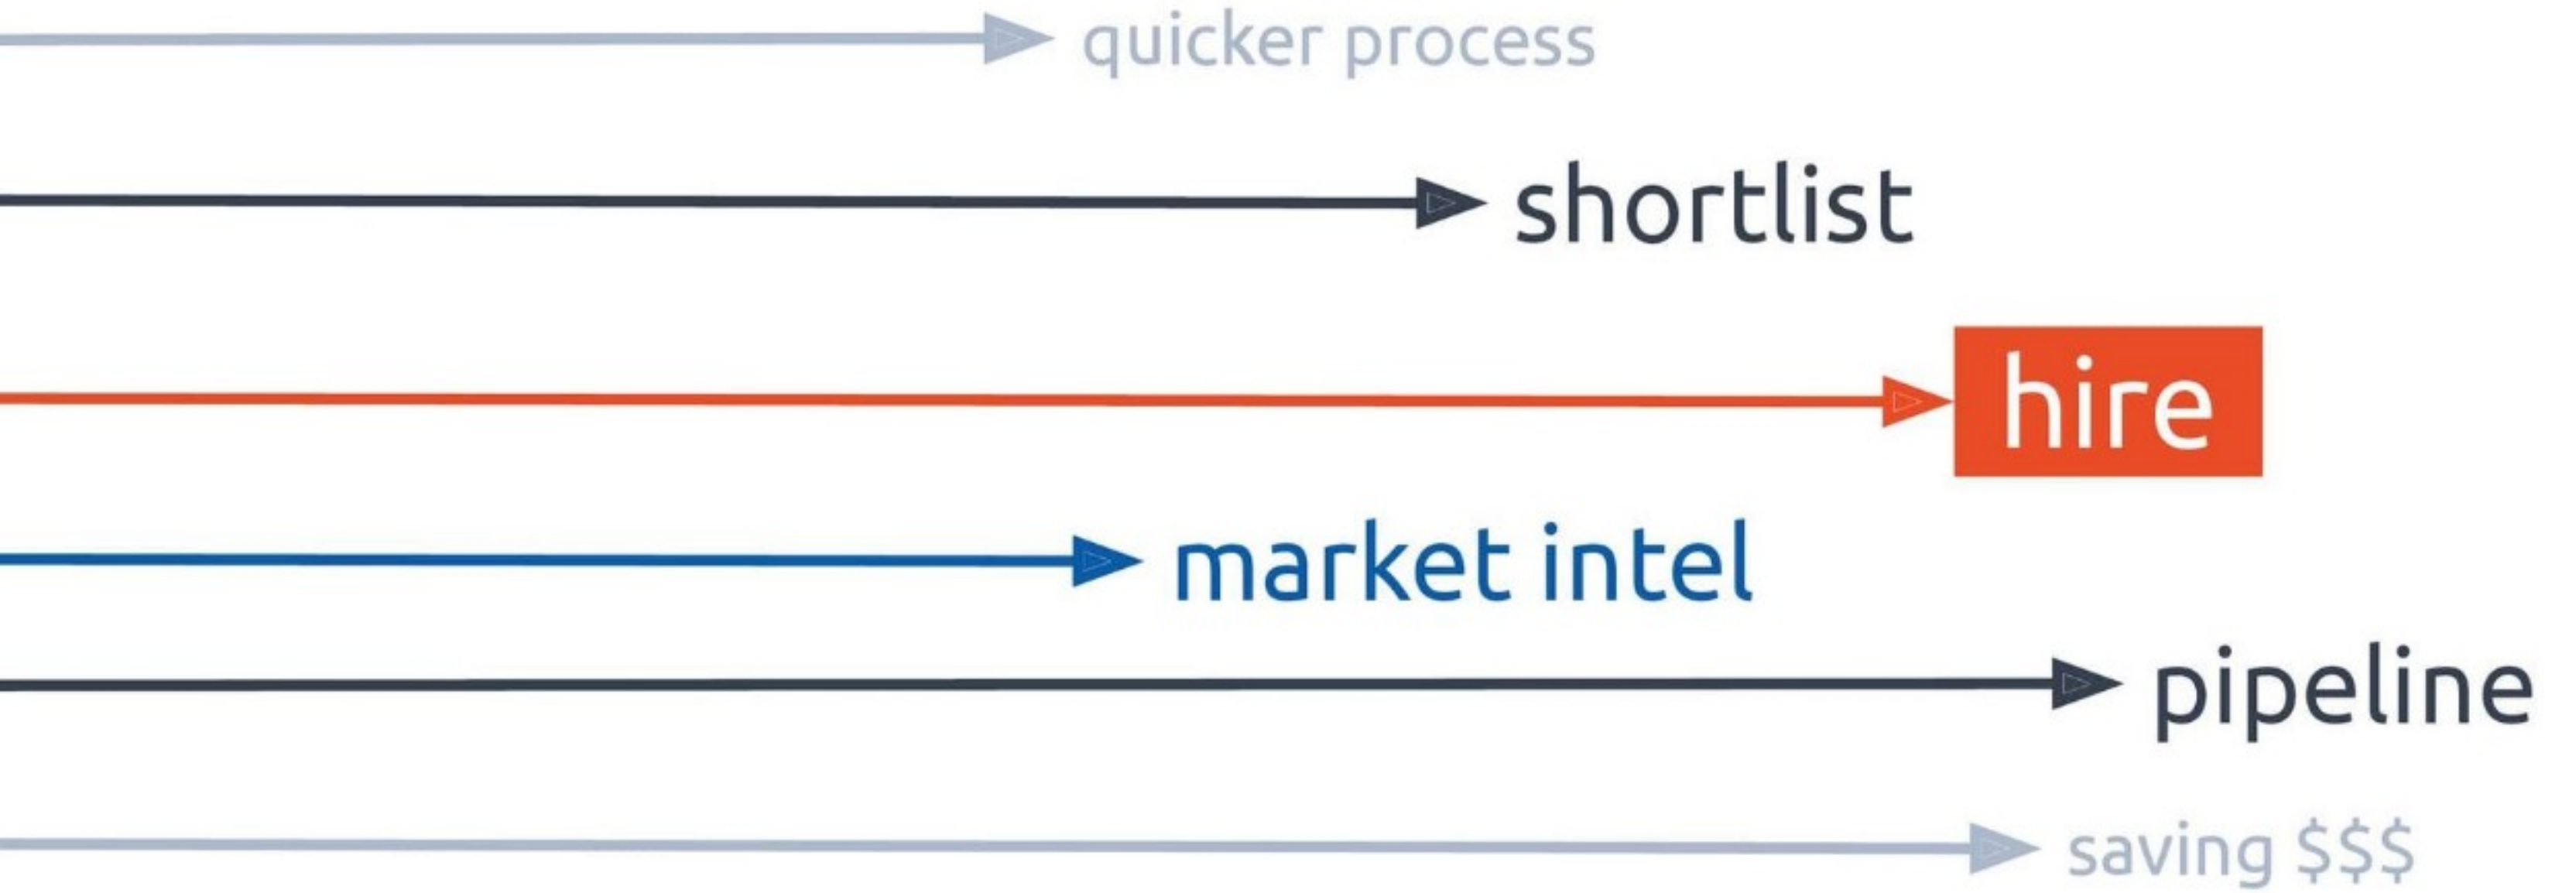 quicker process
shortlist
hire
market intel
pipeline
saving $$$